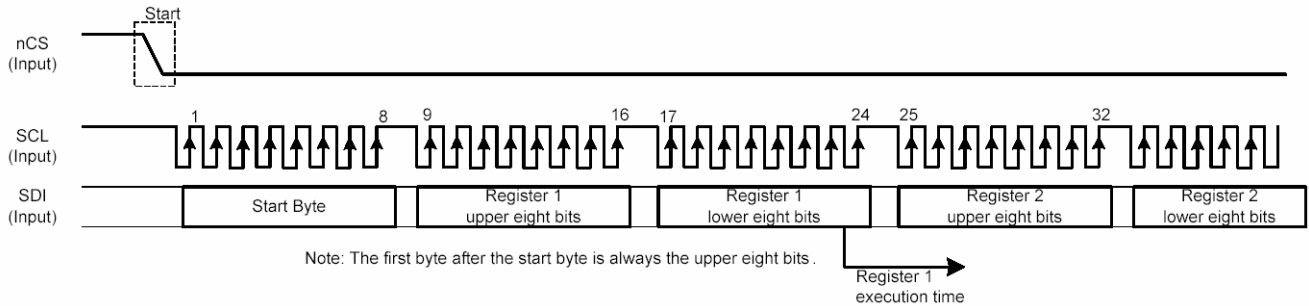 Start
nCS
(Input)
1 8 9 16 17 24 25 32
SCL
(Input)
SDI
(Input)
Start Byte
Register 1
upper eight bits
Register 1
lower eight bits
Register 2
upper eight bits
Register 2
lower eight bits
Note: The first byte after the start byte is always the upper eight bits .
Register 1
execution time